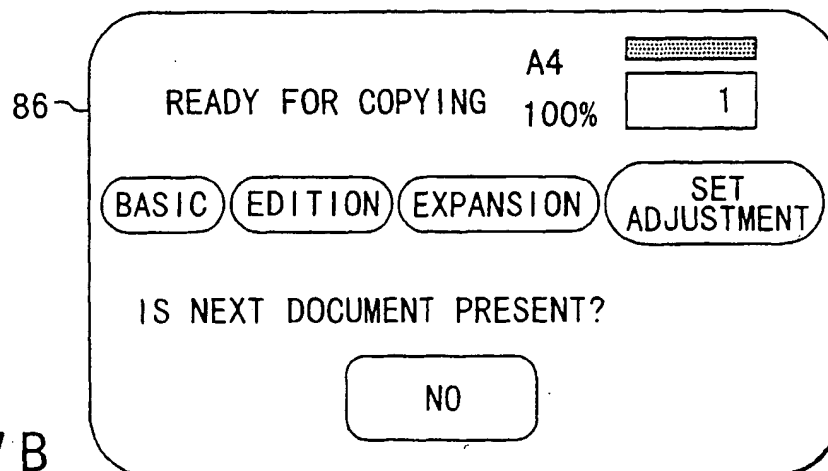 A4
86 READY FOR COPYING 100% 1
BASIC EDITION EXPANSION SET
ADJUSTMENT
IS NEXT DOCUMENT PRESENT?
NO
B